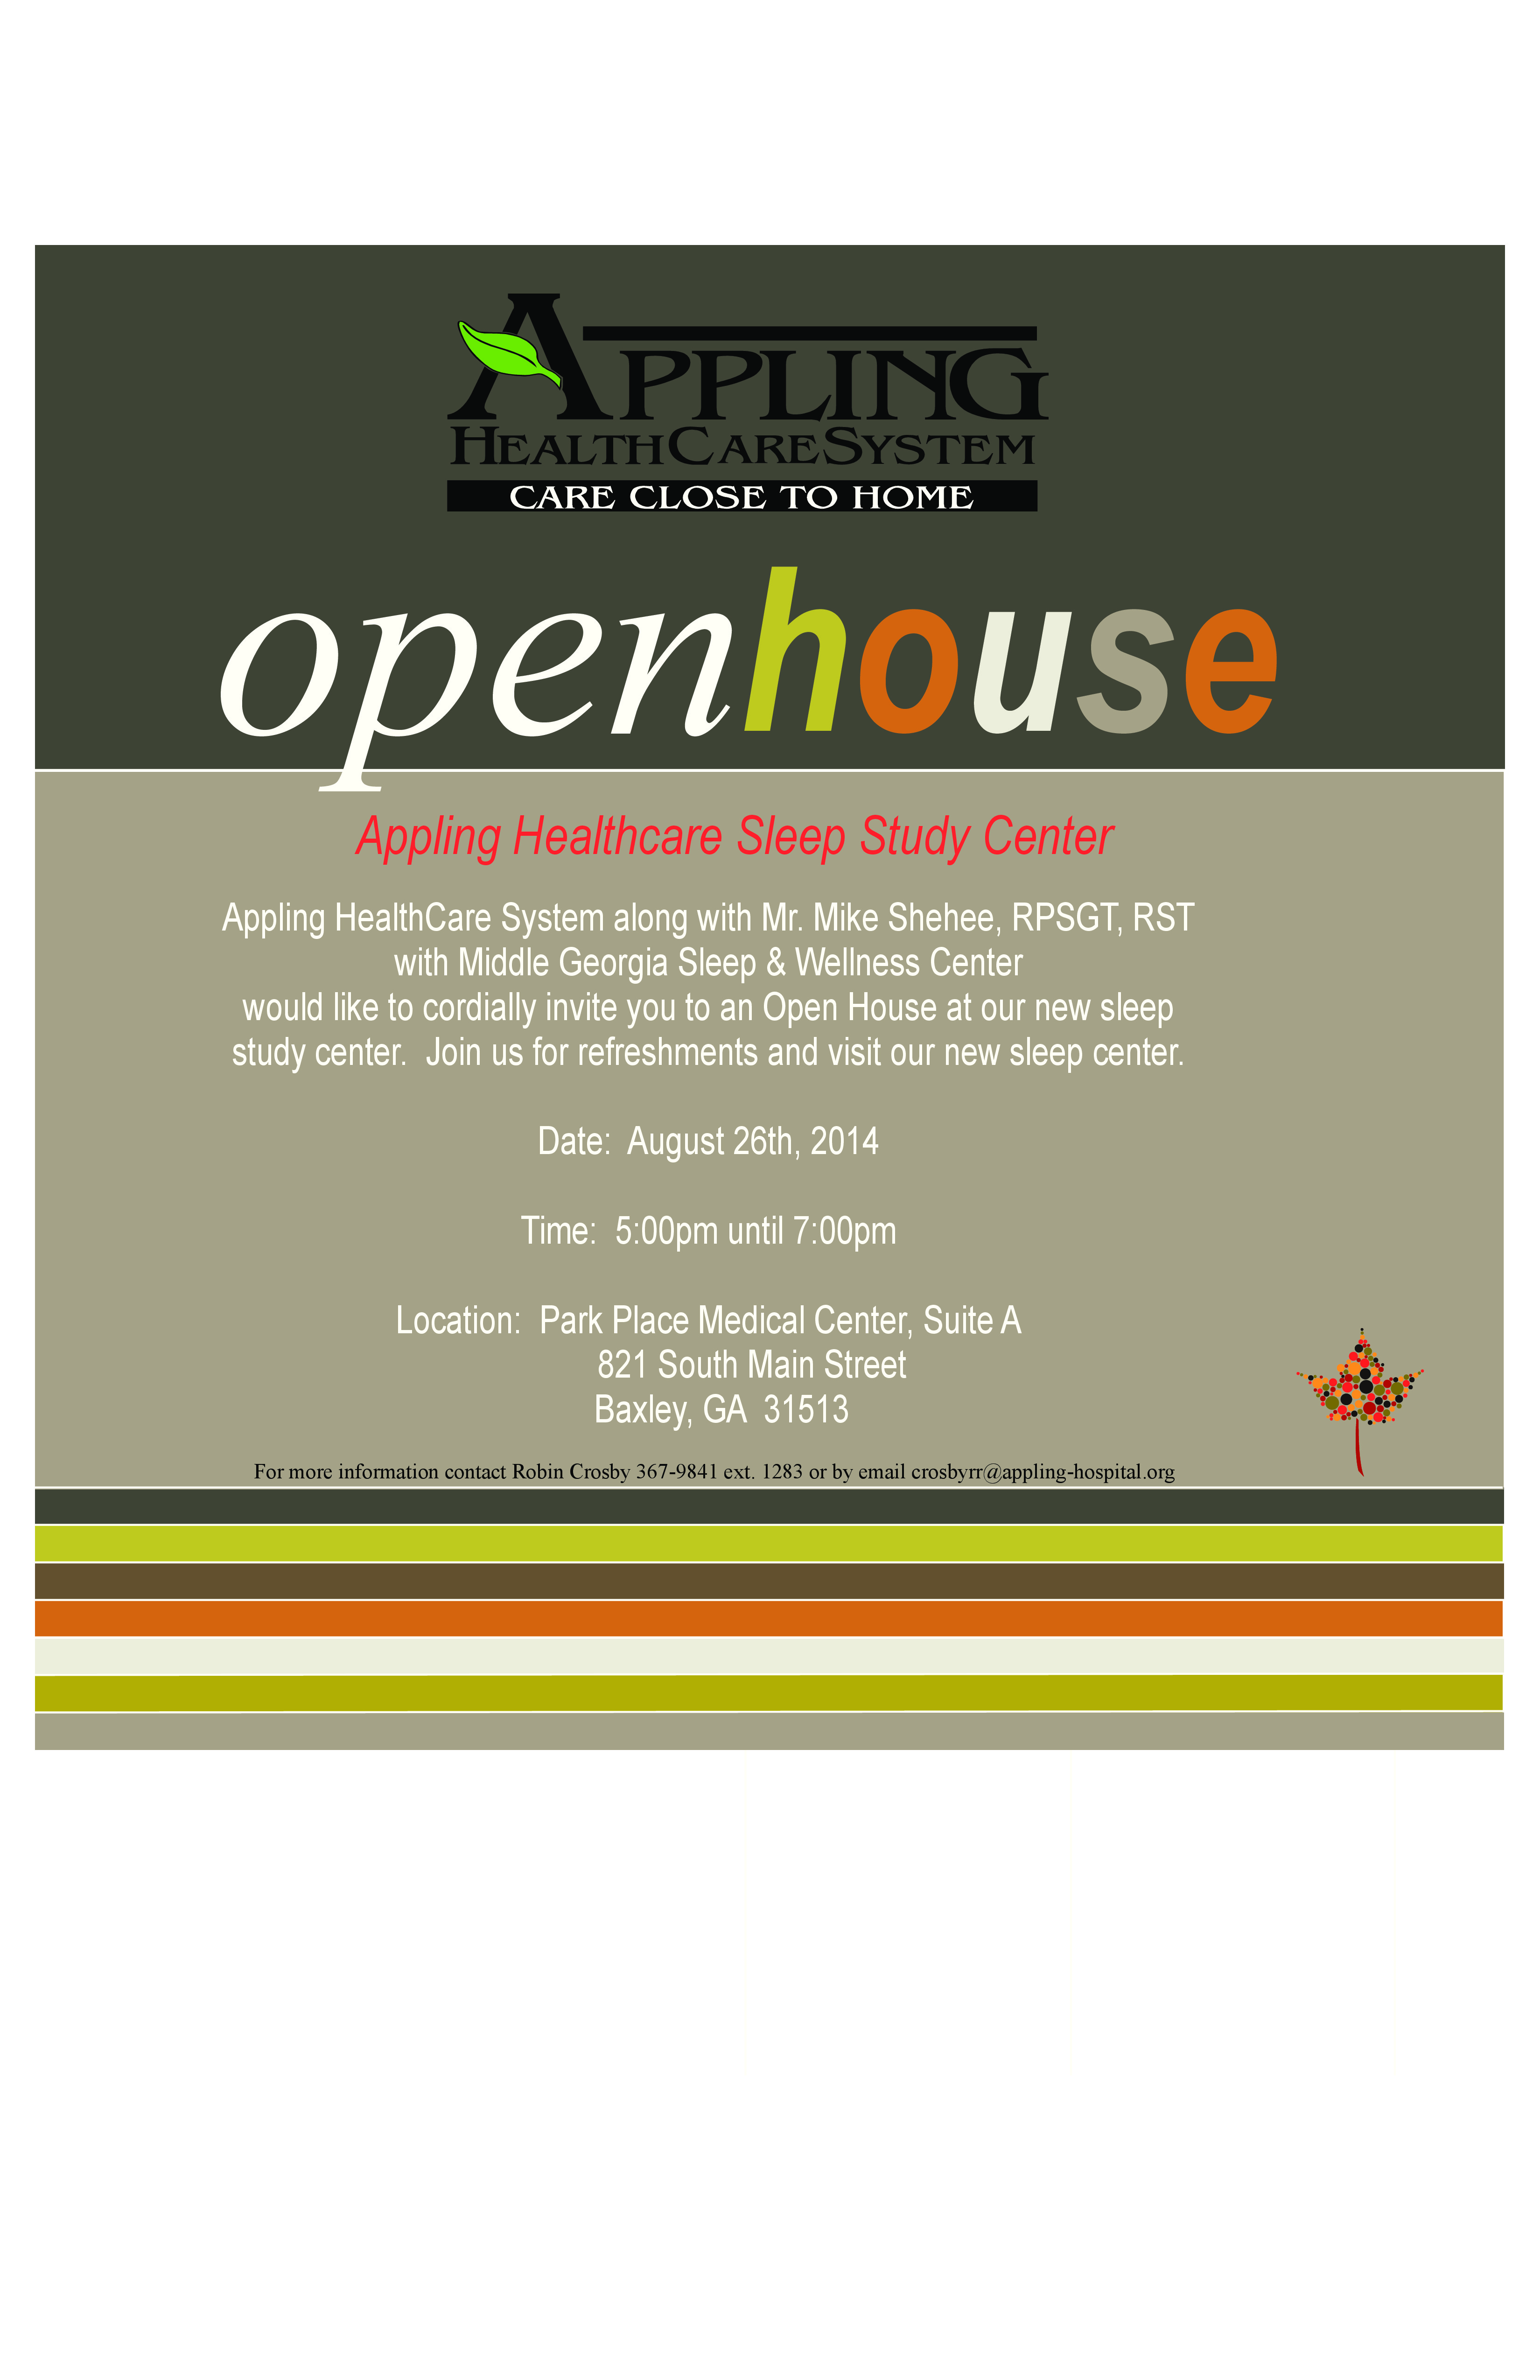 APPLING
HEALTHCARESYSTEM
CARE CLOSE TO HOME
openhouse
Appling Healthcare Sleep Study Center
Appling HealthCare System along with Mr. Mike Shehee, RPSGT, RST
with Middle Georgia Sleep & Wellness Center
would like to cordially invite you to an Open House at our new sleep
study center.  Join us for refreshments and visit our new sleep center.
Date:  August 26th, 2014
Time:  5:00pm until 7:00pm
Location:  Park Place Medical Center, Suite A
821 South Main Street
Baxley, GA  31513
For more information contact Robin Crosby 367-9841 ext. 1283 or by email crosbyrr@appling-hospital.org